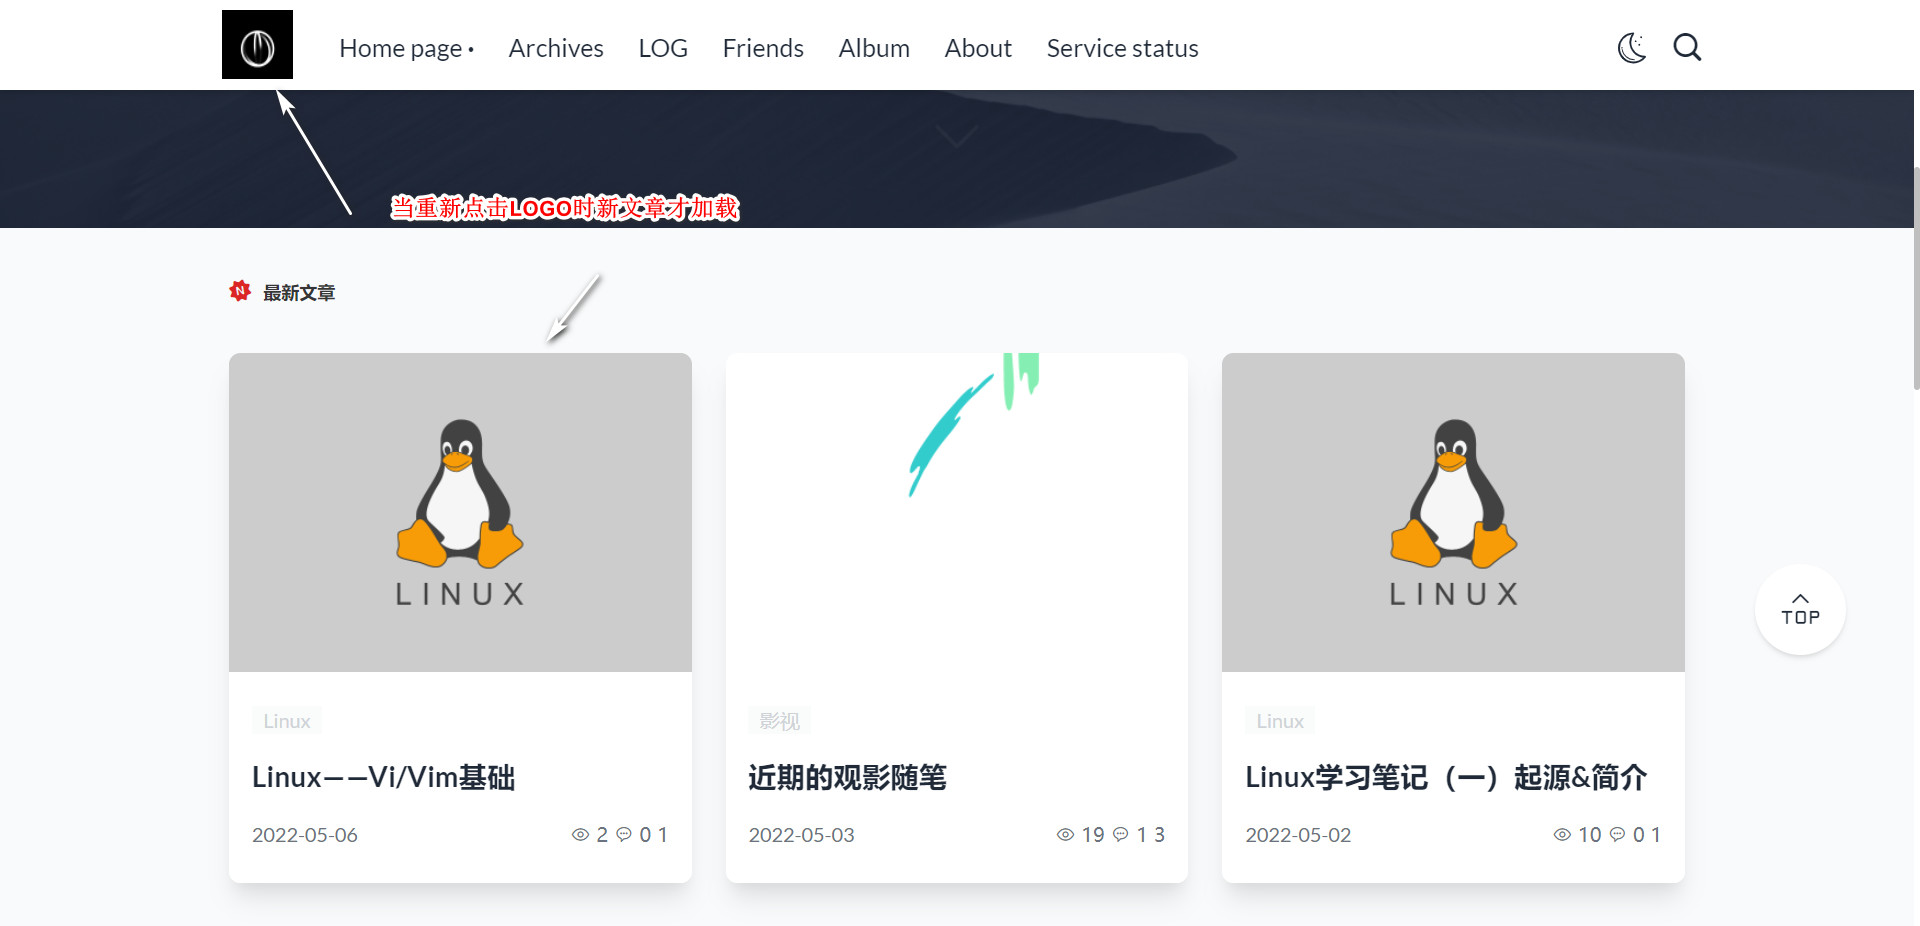 Home page • Archives LOG Friends Album About Service status
当重新点击LOGO时新文章才加载
N 最新文章
LINUX
LINUX
TOP
Linux
影视
Linux
Linux——Vi/Vim基础
近期的观影随笔
Linux学习笔记（一）起源&简介
2022-05-06 2 0 1
2022-05-03 19 1 3
2022-05-02 10 0 1